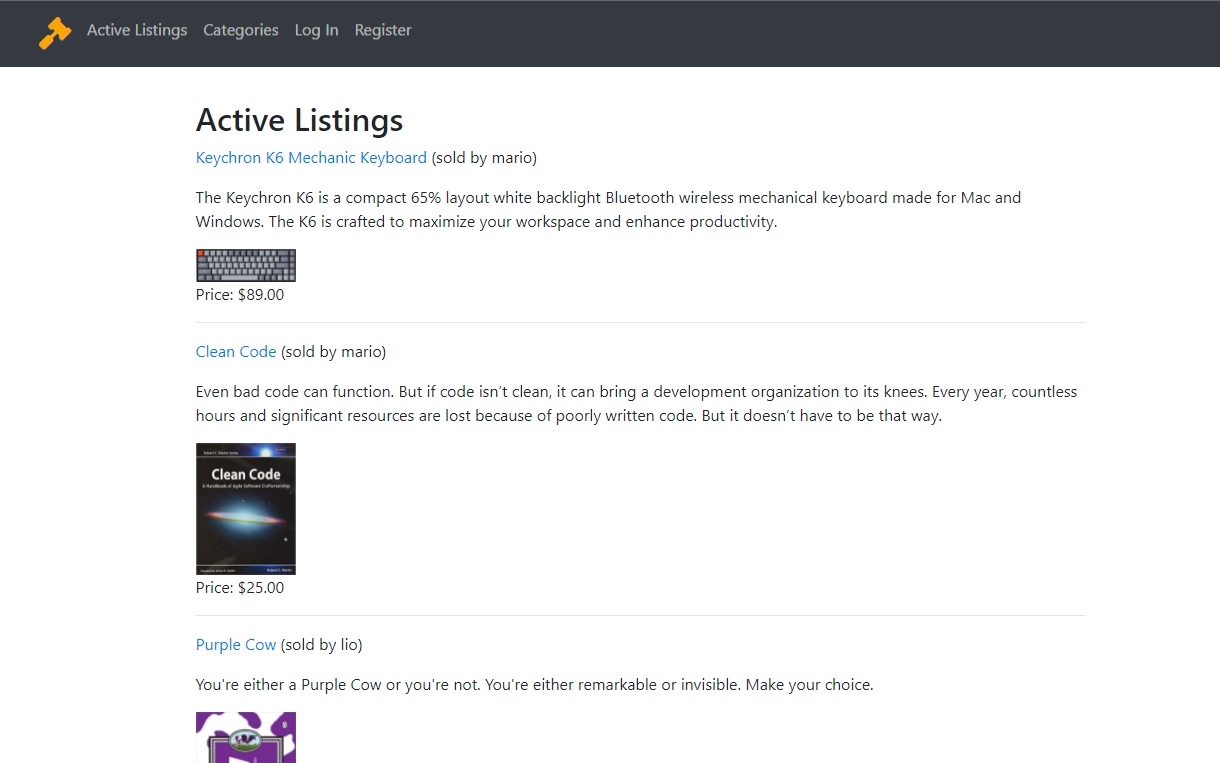 Active Listings Categories Log In Register
Active Listings
Keychron K6 Mechanic Keyboard (sold by mario)
The Keychron K6 is a compact 65% layout white backlight Bluetooth wireless mechanical keyboard made for Mac and
Windows. The K6 is crafted to maximize your workspace and enhance productivity.
Price: $89.00
Clean Code (sold by mario)
Even bad code can function. But if code isn’t clean, it can bring a development organization to its knees. Every year, countless
hours and significant resources are lost because of poorly written code. But it doesn’t have to be that way.
Robert C. Martin Series
Clean Code
A Handbook of Agile Software Craftsmanship
Robert C. Martin
Price: $25.00
Purple Cow (sold by lio)
You're either a Purple Cow or you're not. You're either remarkable or invisible. Make your choice.